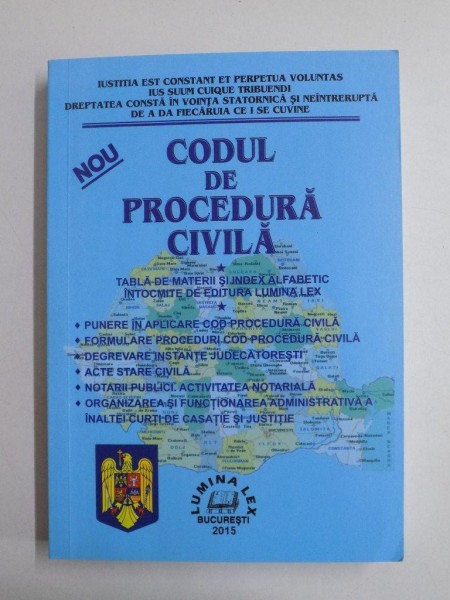 IUSTITIA EST CONSTANT ET PERPETUA VOLUNTAS
IUS SUUM CUIQUE TRIBUENDI
DREPTATEA CONSTĂ ÎN VOINȚA STATORNICĂ ȘI NEÎNTRERUPTĂ
DE A DA FIECĂRUIA CE I SE CUVINE
NOU
CODUL
DE
PROCEDURĂ
CIVILĂ
TABLĂ DE MATERII ȘI INDEX ALFABETIC
ÎNTOCMITE DE EDITURA LUMINA LEX
PUNERE ÎN APLICARE COD PROCEDURĂ CIVILĂ
FORMULARE PROCEDURI COD PROCEDURĂ CIVILĂ
DEGREVARE INSTANȚE JUDECĂTOREȘTI
ACTE STARE CIVILĂ
NOTARII PUBLICI. ACTIVITATEA NOTARIALĂ
ORGANIZAREA ȘI FUNCȚIONAREA ADMINISTRATIVĂ A
ÎNALTEI CURȚI DE CASAȚIE ȘI JUSTIȚIE
LUMINA LEX
BUCUREȘTI
2015